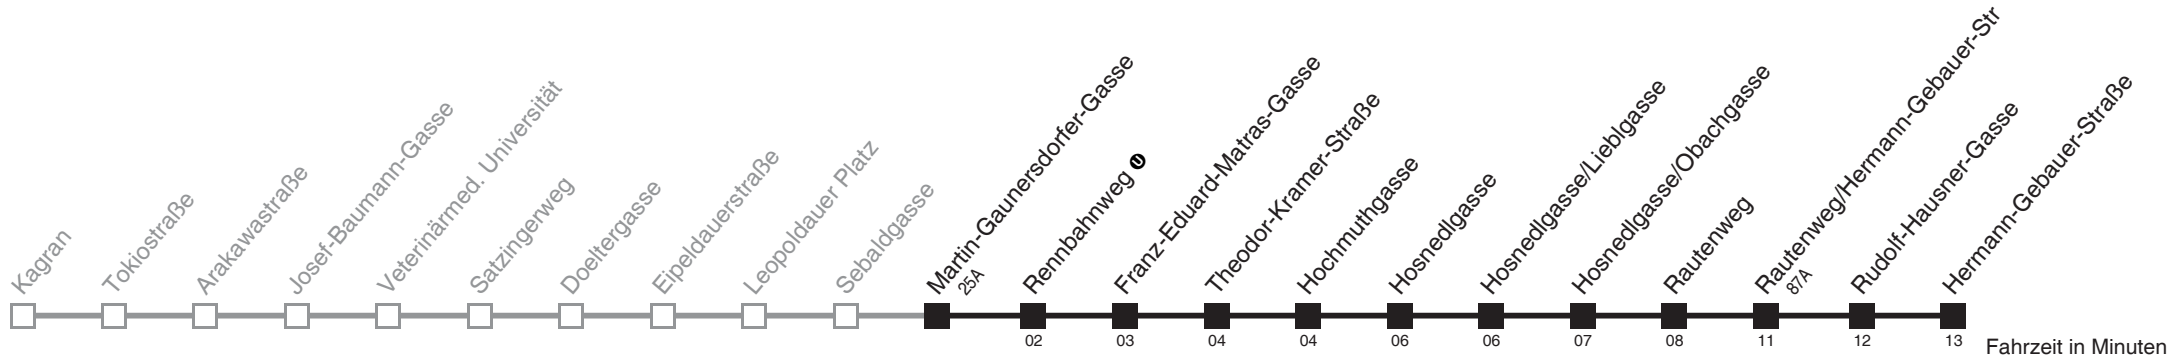 Kagran
Tokiostraße
Arakawastraße
Josef-Baumann-Gasse
Veterinärmed. Universität
Satzingerweg
Doeltergasse
Eipeldauerstraße
Leopoldauer Platz
Sebaldgasse
Martin-Gaunersdorfer-Gasse
25A
Rennbahnweg U
Franz-Eduard-Matras-Gasse
Theodor-Kramer-Straße
Hochmuthgasse
Hosnedlgasse
Hosnedlgasse/Lieblgasse
Hosnedlgasse/Obachgasse
Rautenweg
Rautenweg/Hermann-Gebauer-Str
87A
Rudolf-Hausner-Gasse
Hermann-Gebauer-Straße
02 03 04 04 06 06 07 08 11 12 13
Fahrzeit in Minuten